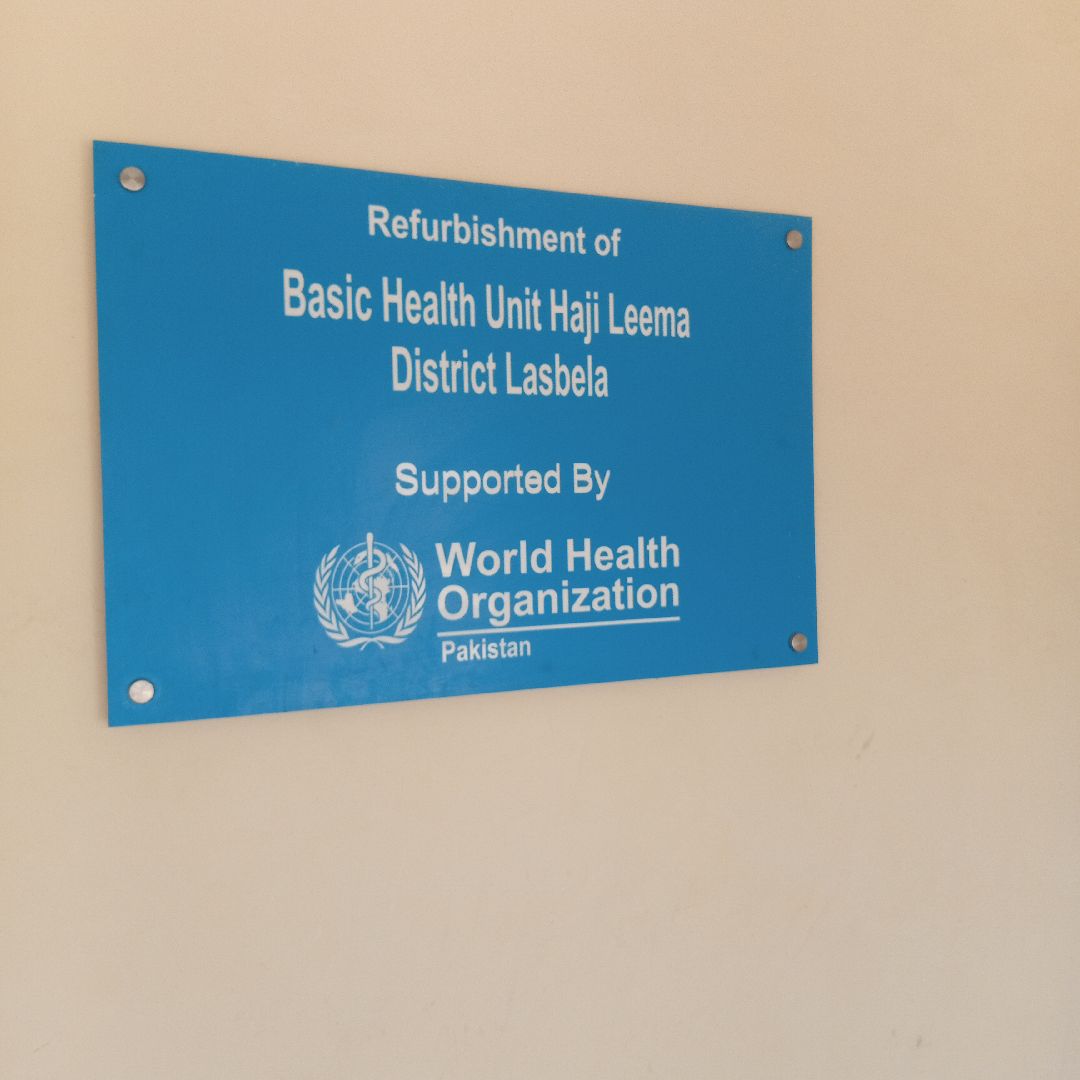 Refurbishment of
Basic Health Unit Haji Leema
District Lasbela
Supported By
World Health
Organization
Pakistan